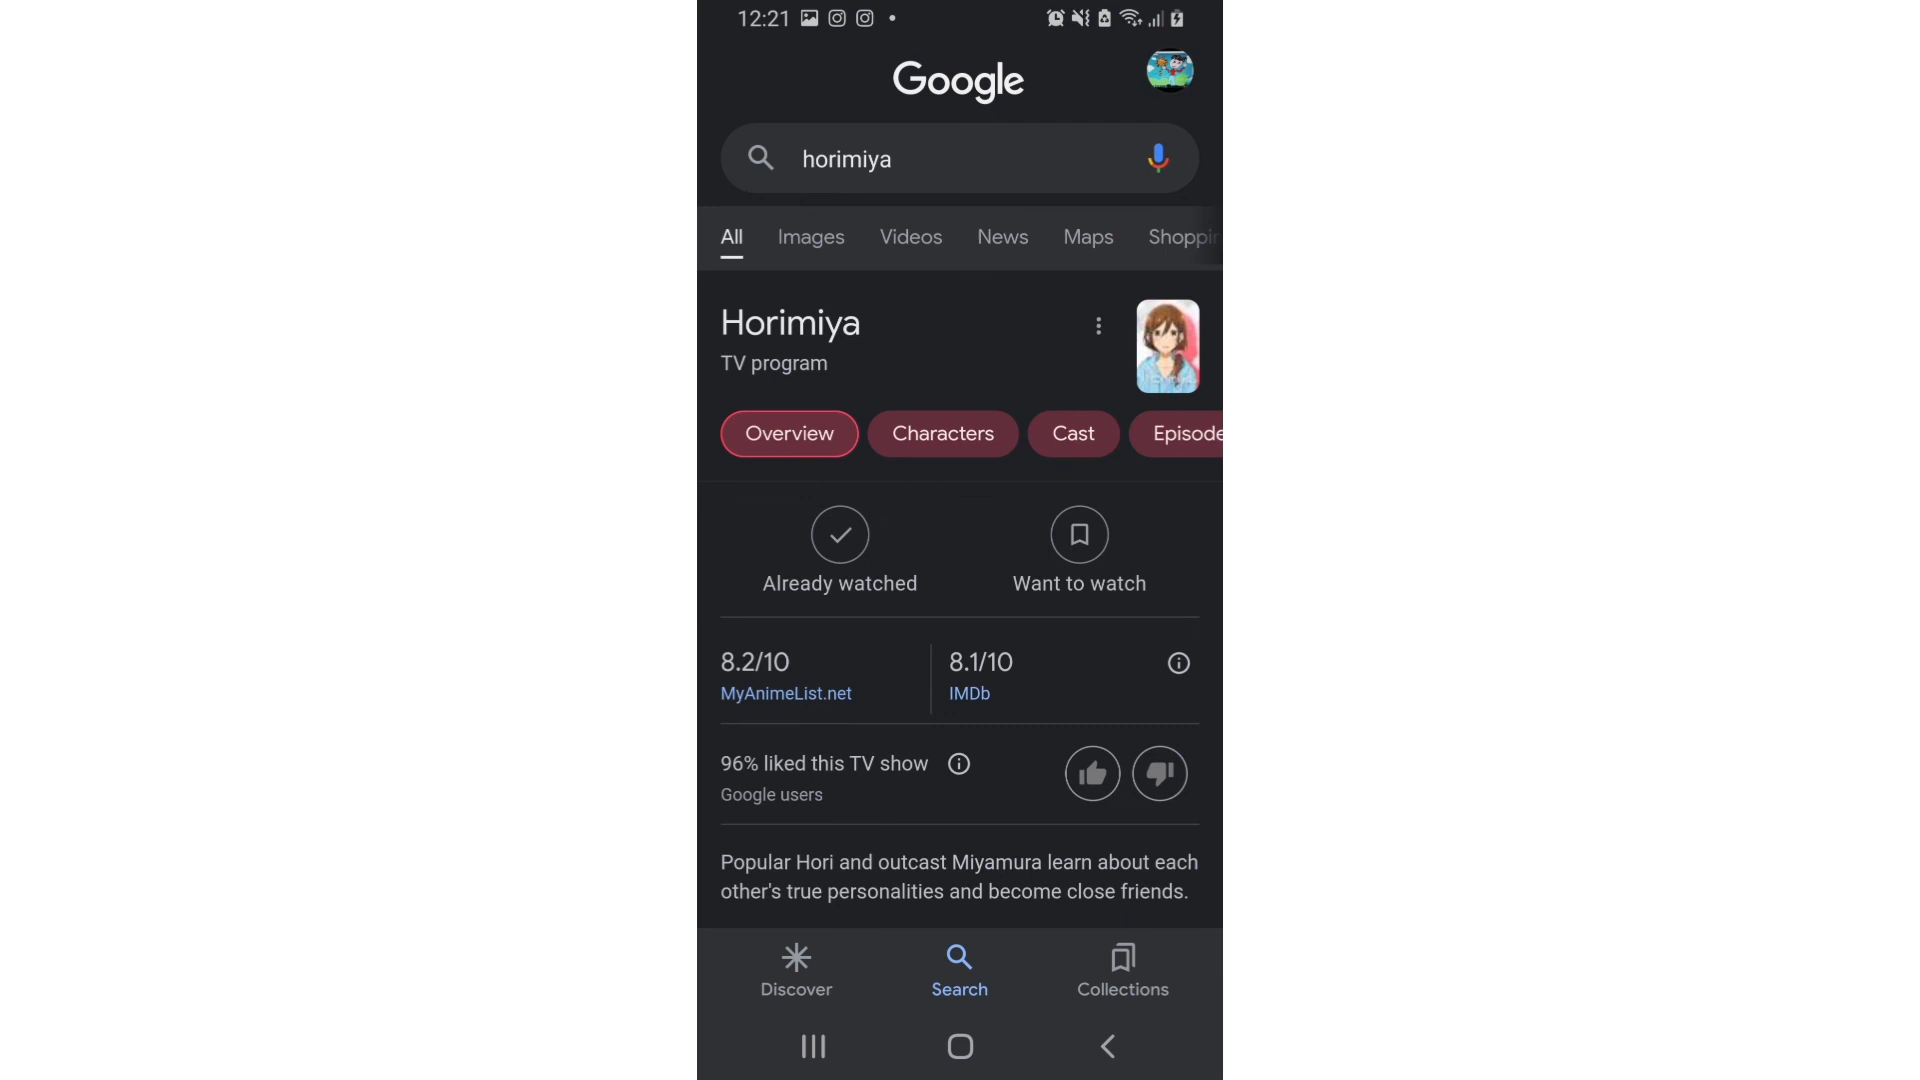 12:21
Google
horimiya
All Images Videos News Maps Shoppin
Horimiya
TV program
Overview Characters Cast Episode
Already watched Want to watch
8.2/10 8.1/10
MyAnimeList.net IMDb
96% liked this TV show
Google users
Popular Hori and outcast Miyamura learn about each
other's true personalities and become close friends.
Discover Search Collections